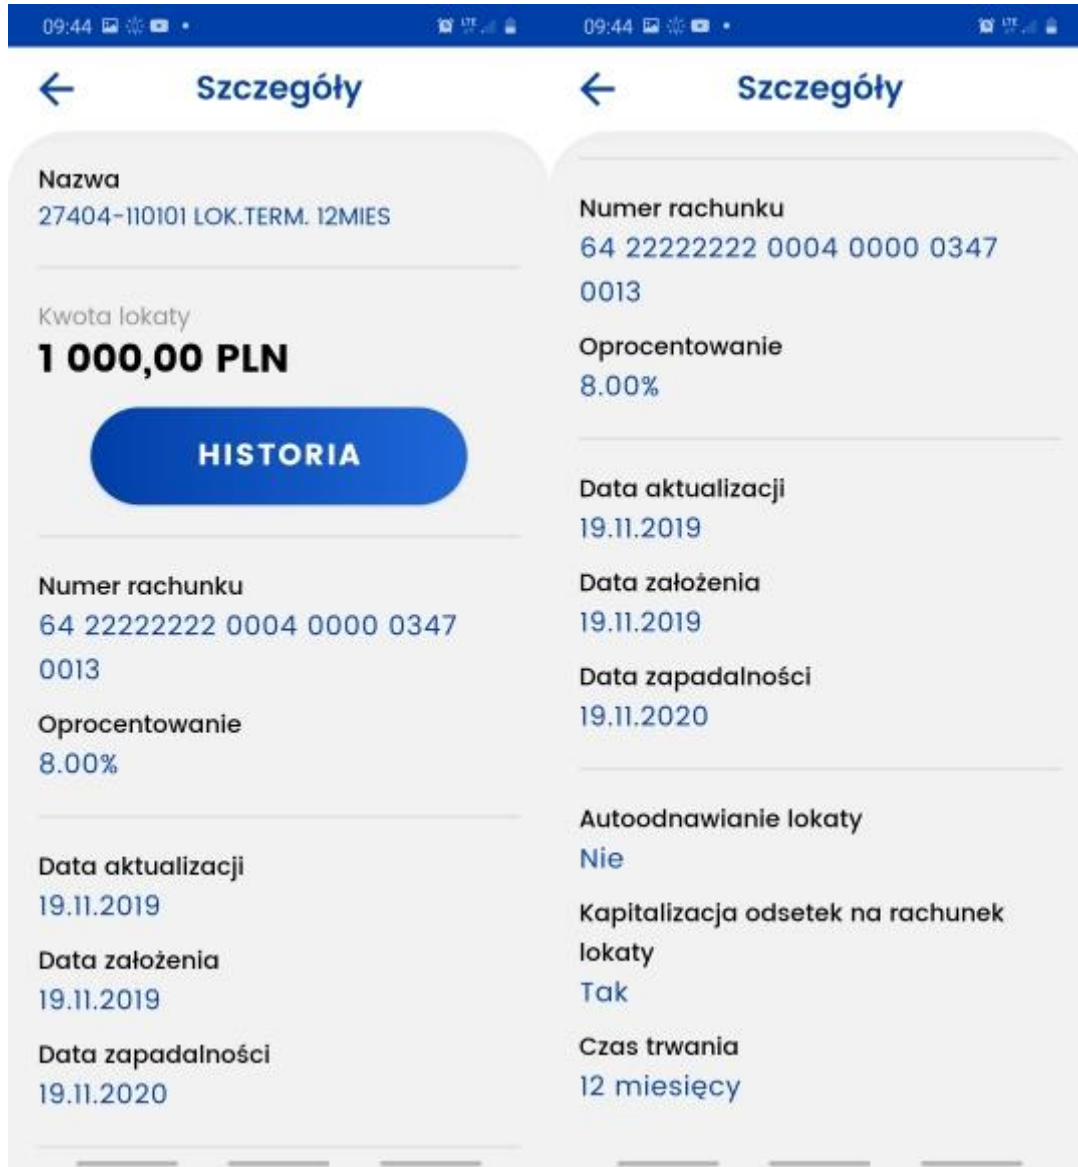 09:44
Szczegóły
Nazwa
27404-110101 LOK.TERM. 12MIES
Kwota lokaty
1 000,00 PLN
HISTORIA
Numer rachunku
64 22222222 0004 0000 0347
0013
Oprocentowanie
8.00%
Data aktualizacji
19.11.2019
Data założenia
19.11.2019
Data zapadalności
19.11.2020
09:44
Szczegóły
Numer rachunku
64 22222222 0004 0000 0347
0013
Oprocentowanie
8.00%
Data aktualizacji
19.11.2019
Data założenia
19.11.2019
Data zapadalności
19.11.2020
Autoodnawianie lokaty
Nie
Kapitalizacja odsetek na rachunek
lokaty
Tak
Czas trwania
12 miesięcy